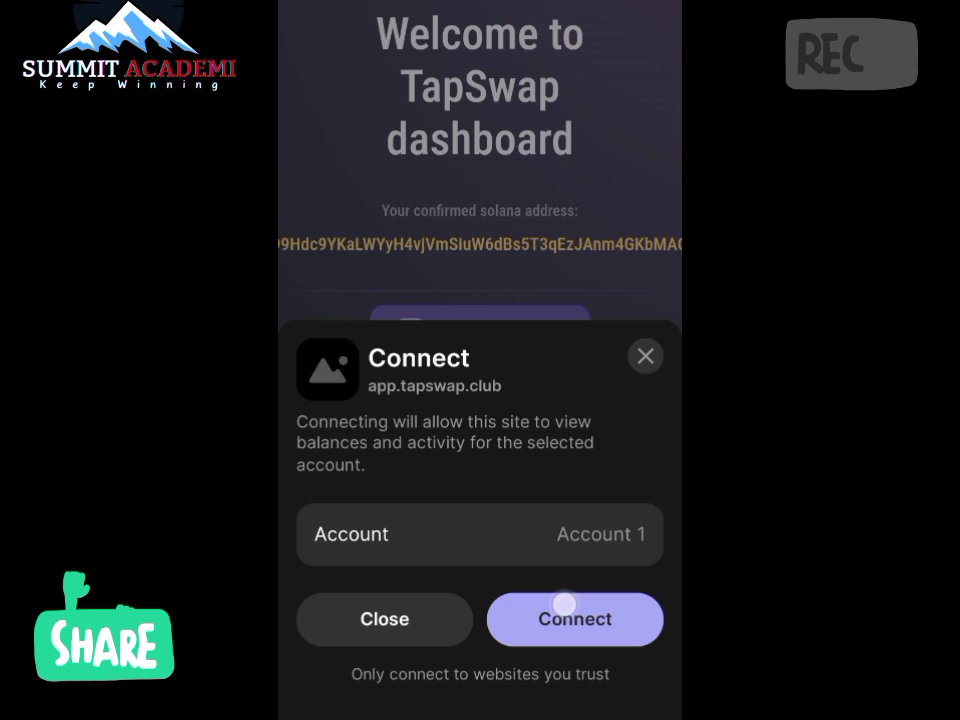 SUMMIT ACADEMI
Keep Winning
REC
Welcome to
TapSwap
dashboard
Your confirmed solana address:
Connect
app.tapswap.club
Connecting will allow this site to view
balances and activity for the selected
account.
Account
Account 1
Close
Connect
Only connect to websites you trust
SHARE